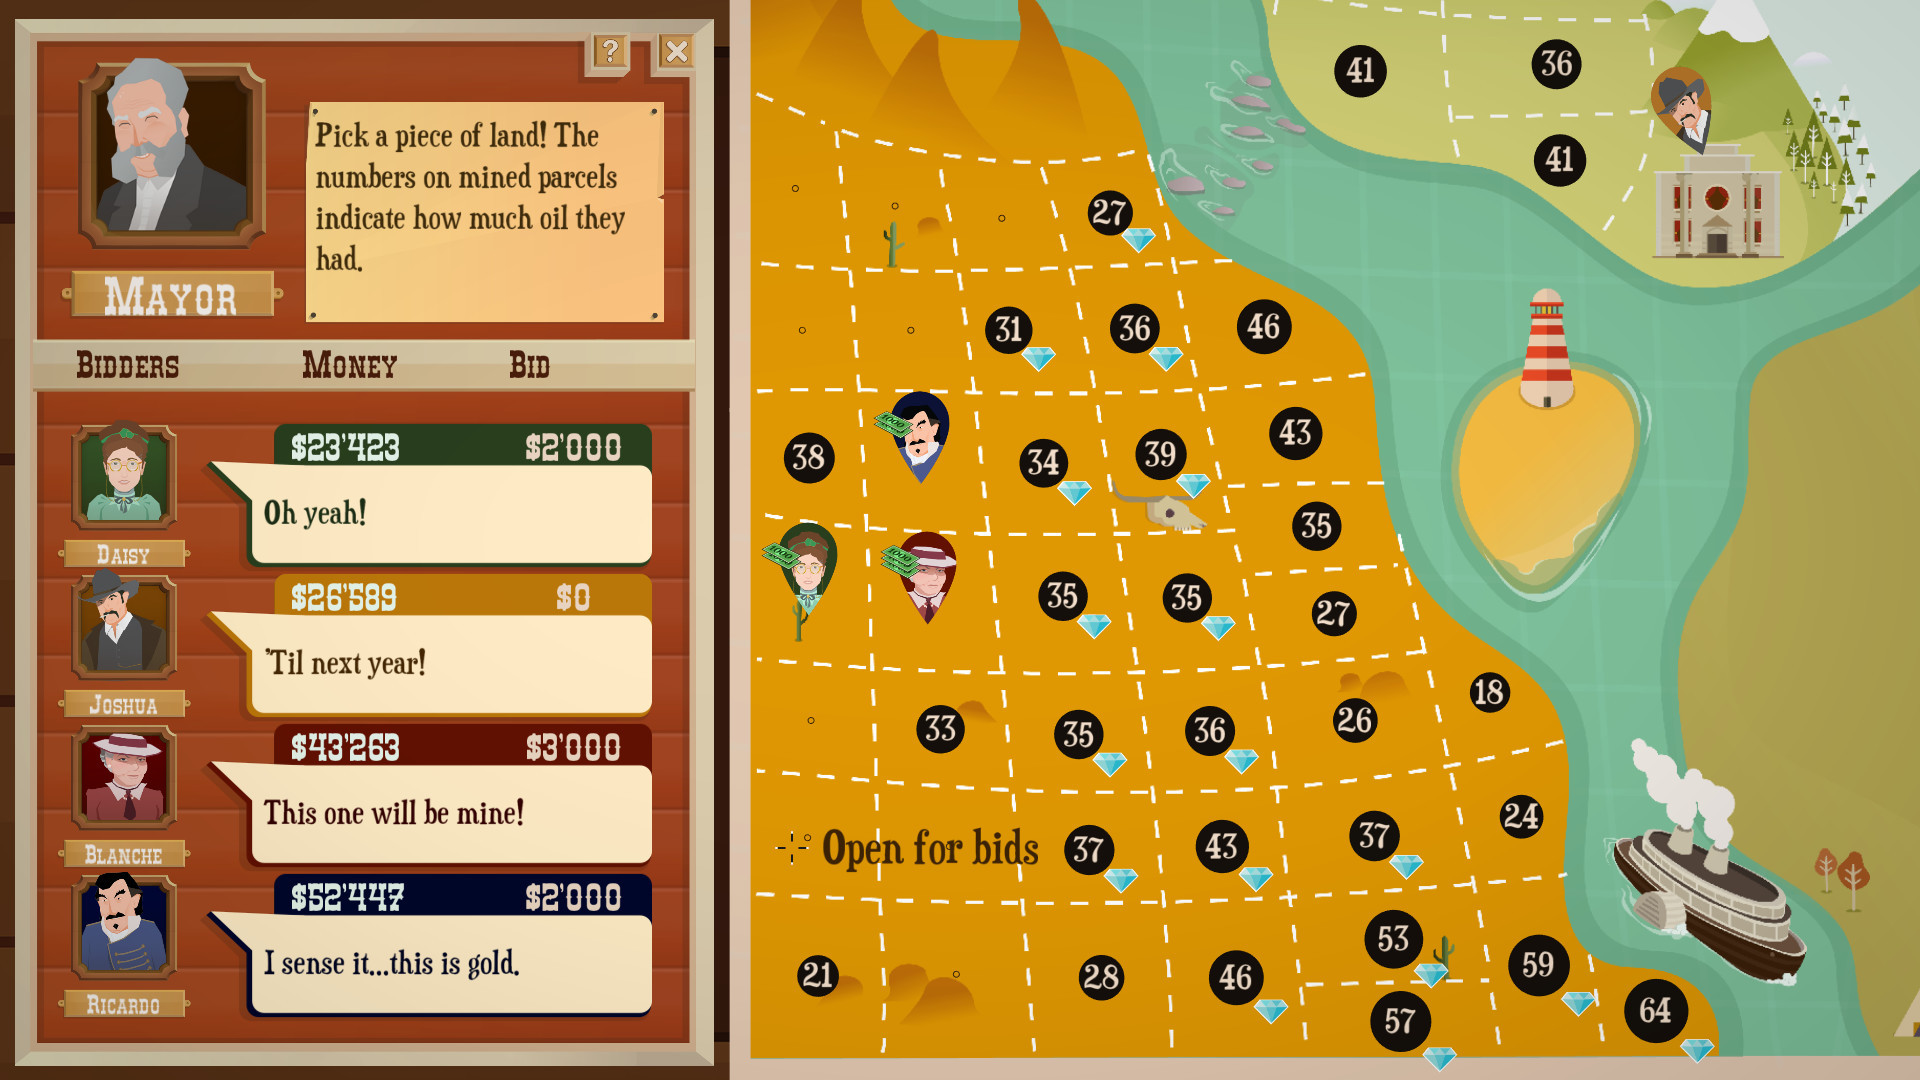 ?
Pick a piece of land! The
numbers on mined parcels
indicate how much oil they
had.
MAYOR
BIDDERS MONEY BID
$23'423 $2'000
Oh yeah!
DAISY
$26'589 $0
'Til next year!
JOSHUA
$43'263 $3'000
This one will be mine!
BLANCHE
$52'447 $2'000
I sense it...this is gold.
RICARDO
41 36
41
27
31 36 46
38 1000 34 39 43
35
1000 1000 35 35 27
33 35 36 26 18
Open for bids 37 43 37 24
21 28 46 53 59
57 64